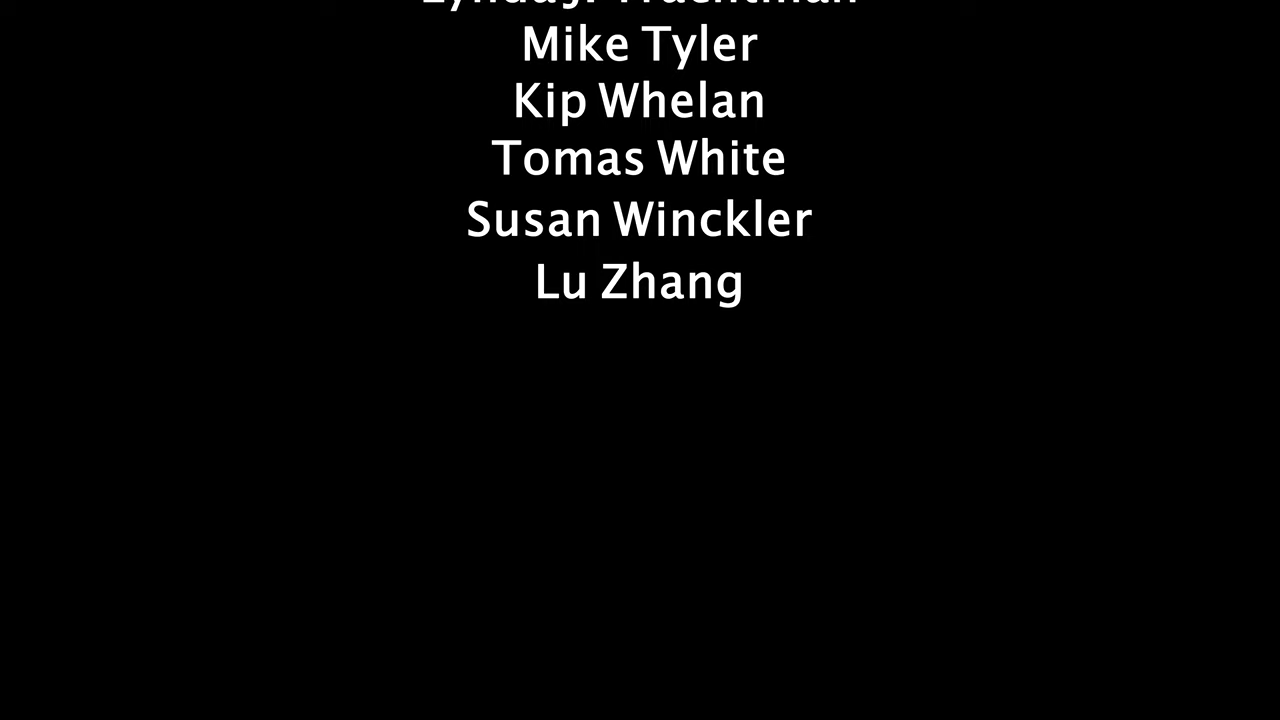 Mike Tyler
Kip Whelan
Tomas White
Susan Winckler
Lu Zhang